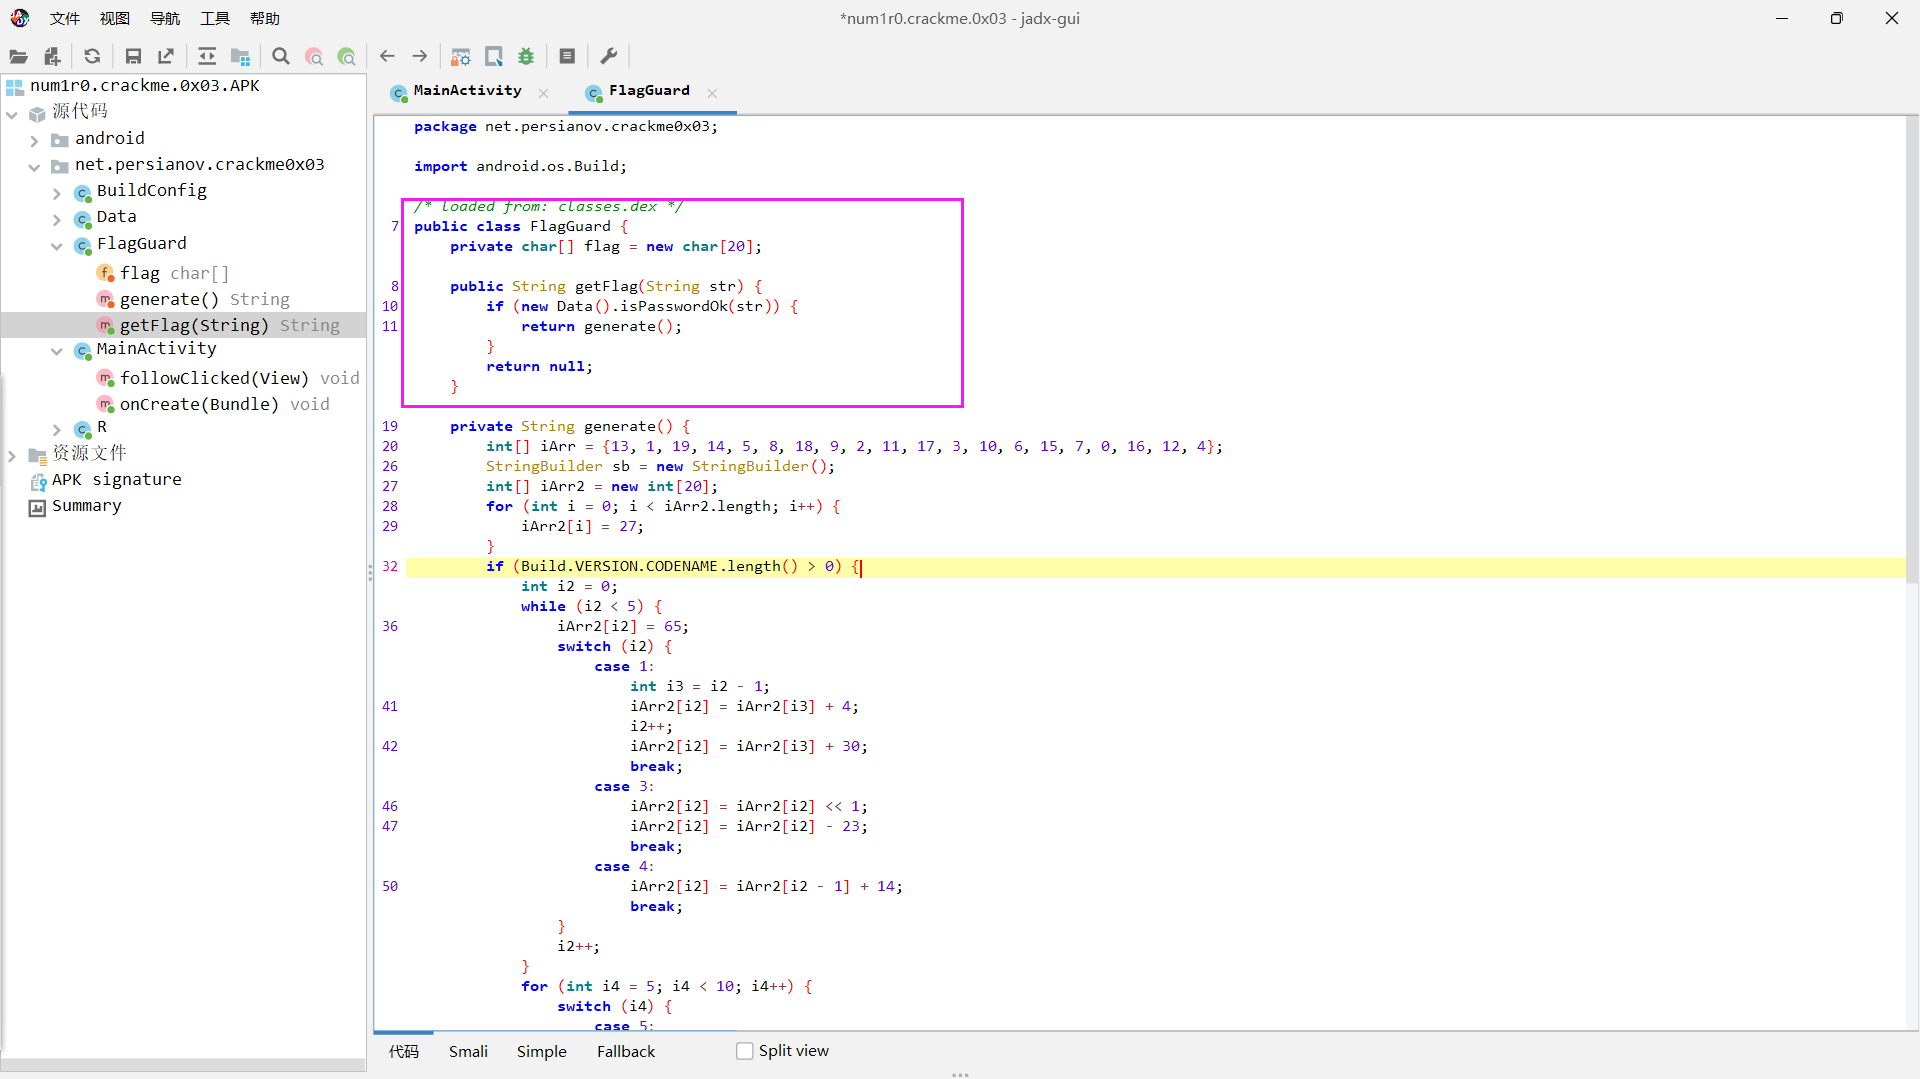 文件 视图 导航 工具 帮助
*num1r0.crackme.0x03 - jadx-gui
num1r0.crackme.0x03.APK
源代码
android
net.persianov.crackme0x03
BuildConfig
Data
FlagGuard
flag char[]
generate() String
getFlag(String) String
MainActivity
followClicked(View) void
onCreate(Bundle) void
R
资源文件
APK signature
Summary
MainActivity
FlagGuard
package net.persianov.crackme0x03;
import android.os.Build;
/* loaded from: classes.dex */
7 public class FlagGuard {
private char[] flag = new char[20];
8 public String getFlag(String str) {
10 if (new Data().isPasswordOk(str)) {
11 return generate();
}
return null;
}
19 private String generate() {
20 int[] iArr = {13, 1, 19, 14, 5, 8, 18, 9, 2, 11, 17, 3, 10, 6, 15, 7, 0, 16, 12, 4};
26 StringBuilder sb = new StringBuilder();
27 int[] iArr2 = new int[20];
28 for (int i = 0; i < iArr2.length; i++) {
29 iArr2[i] = 27;
}
32 if (Build.VERSION.CODENAME.length() > 0) {
int i2 = 0;
while (i2 < 5) {
36 iArr2[i2] = 65;
switch (i2) {
case 1:
int i3 = i2 - 1;
41 iArr2[i2] = iArr2[i3] + 4;
i2++;
42 iArr2[i2] = iArr2[i3] + 30;
break;
case 3:
46 iArr2[i2] = iArr2[i2] << 1;
47 iArr2[i2] = iArr2[i2] - 23;
break;
case 4:
50 iArr2[i2] = iArr2[i2 - 1] + 14;
break;
}
i2++;
}
for (int i4 = 5; i4 < 10; i4++) {
switch (i4) {
case 5:
代码 Smali Simple Fallback Split view